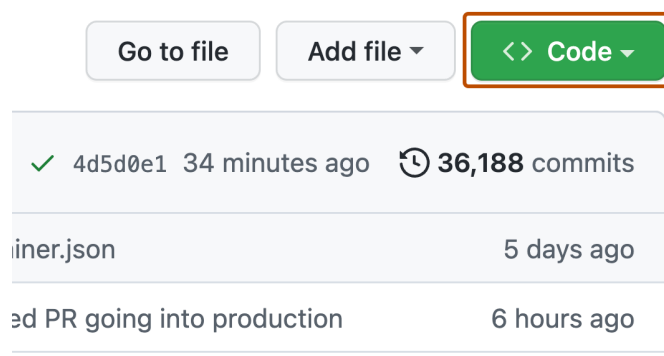 Go to file Add file <> Code
4d5d0e1 34 minutes ago 36,188 commits
iner.json 5 days ago
ed PR going into production 6 hours ago